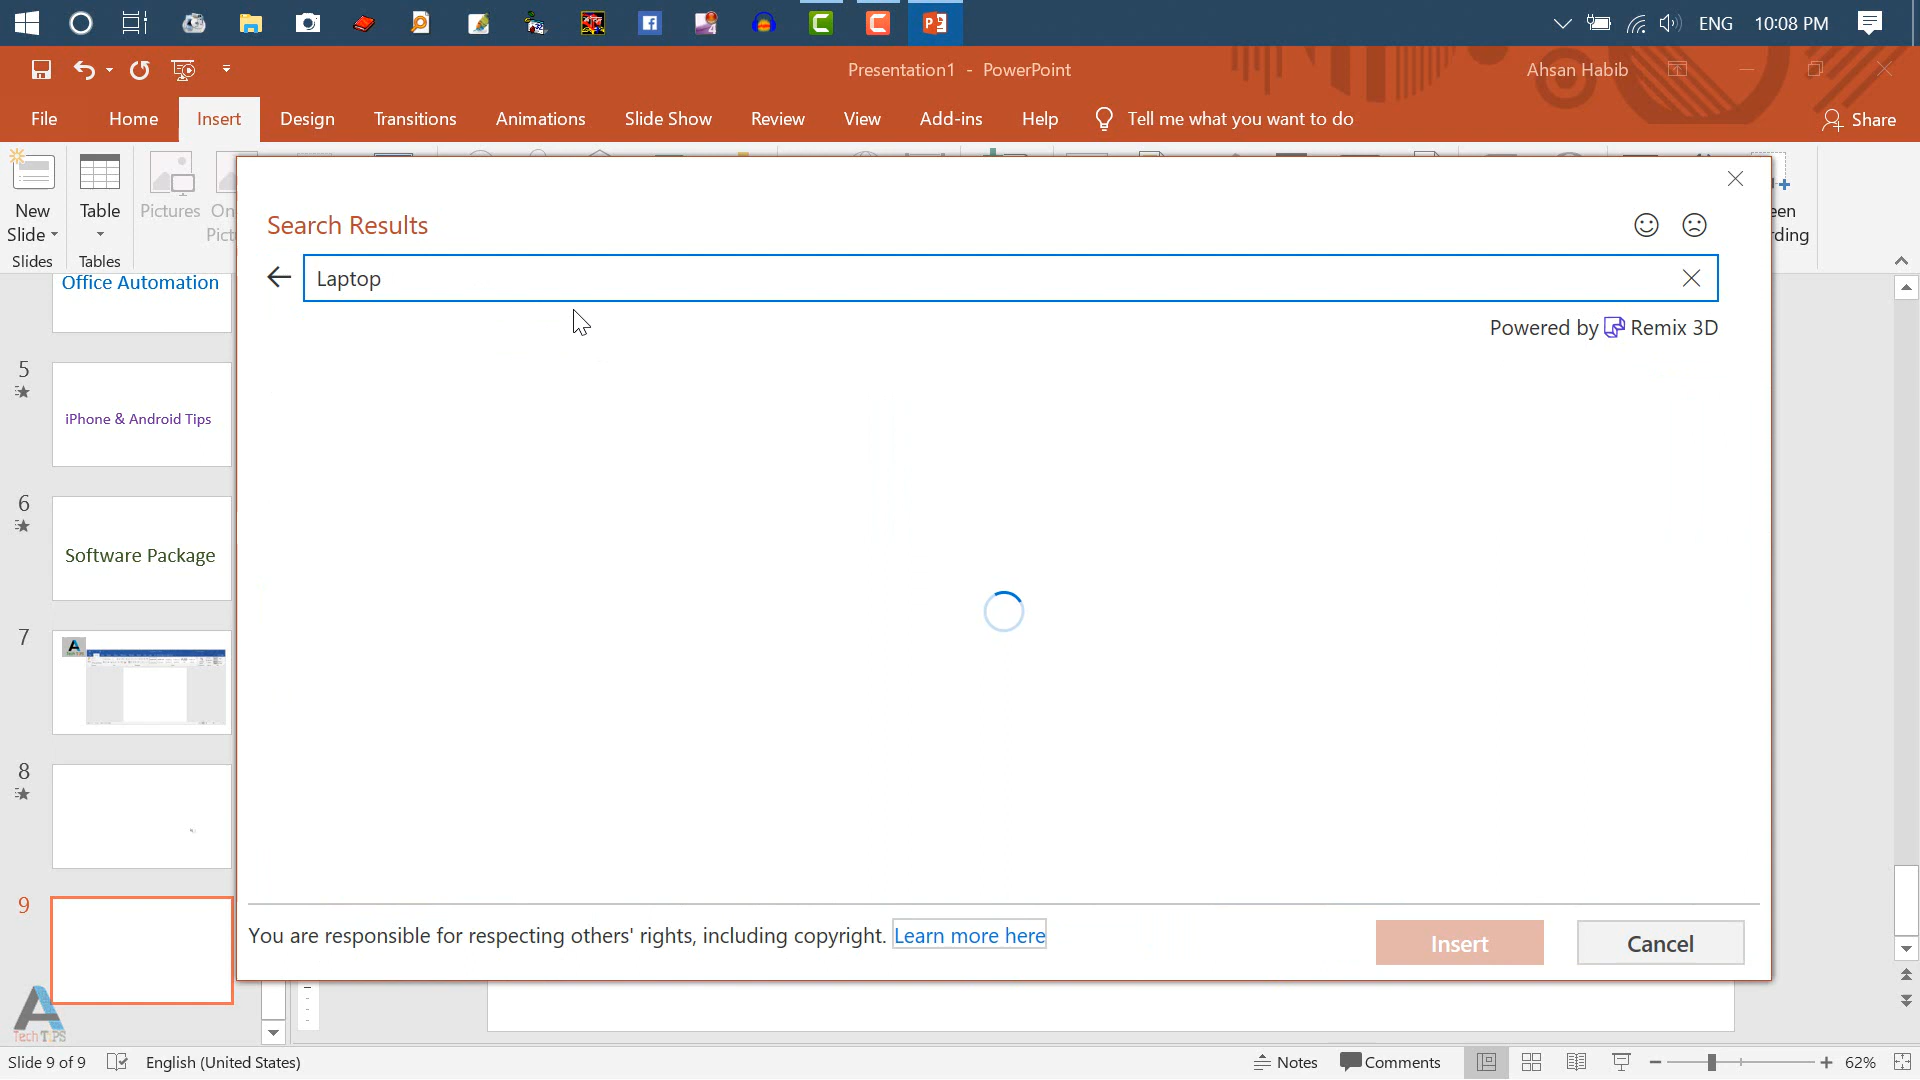 ENG 10:08 PM
Presentation1 - PowerPoint
Ahsan Habib
File Home Insert Design Transitions Animations Slide Show Review View Add-ins Help Tell me what you want to do Share
New
Slide
Table
Pictures
Slides Tables
Search Results
Laptop
Powered by Remix 3D
Office Automation
5
iPhone & Android Tips
6
Software Package
7
8
9
You are responsible for respecting others' rights, including copyright. Learn more here
Insert Cancel
Tech TIPS
Slide 9 of 9 English (United States) Notes Comments 62%